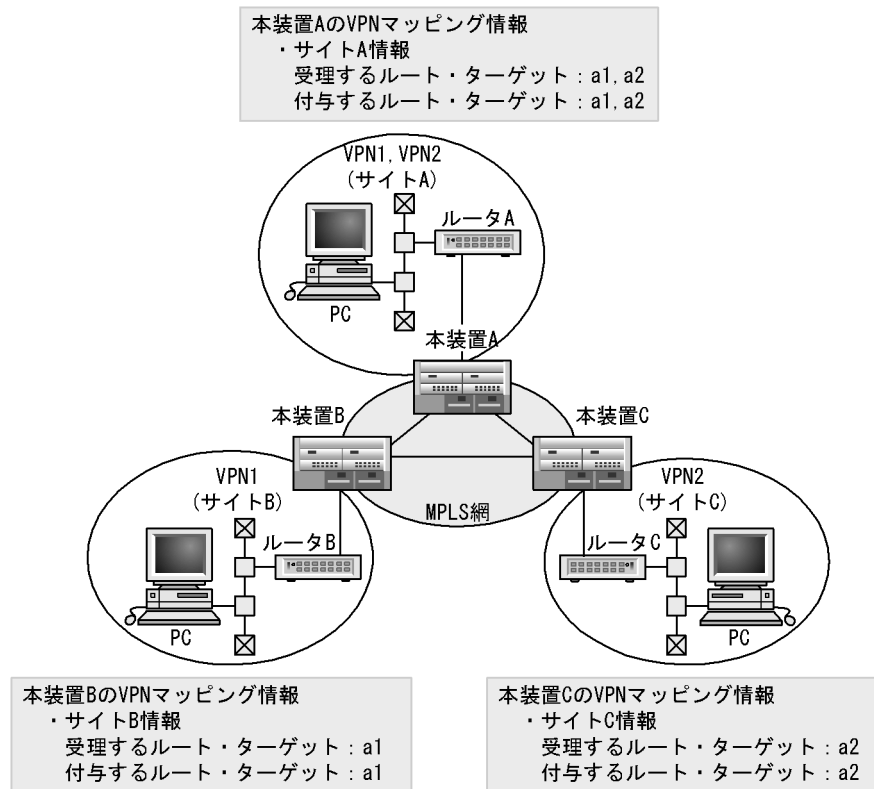 本装置AのVPNマッピング情報
・サイトA情報
受理するルート・ターゲット:a1,a2
付与するルート・ターゲット:a1,a2
VPN1,VPN2
(サイトA)
ルータA
PC
本装置A
本装置B
本装置C
MPLS網
VPN1
(サイトB)
ルータB
PC
VPN2
(サイトC)
ルータC
PC
本装置BのVPNマッピング情報
・サイトB情報
受理するルート・ターゲット:a1
付与するルート・ターゲット:a1
本装置CのVPNマッピング情報
・サイトC情報
受理するルート・ターゲット:a2
付与するルート・ターゲット:a2